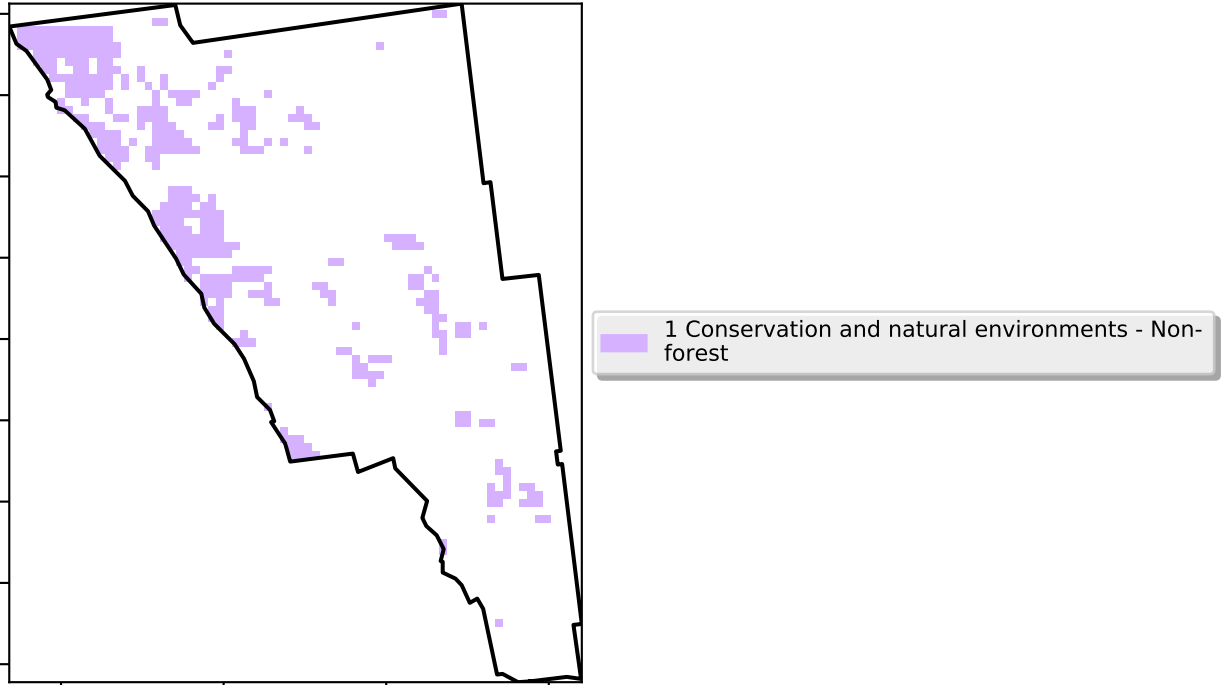 1 Conservation and natural environments - Non-
forest